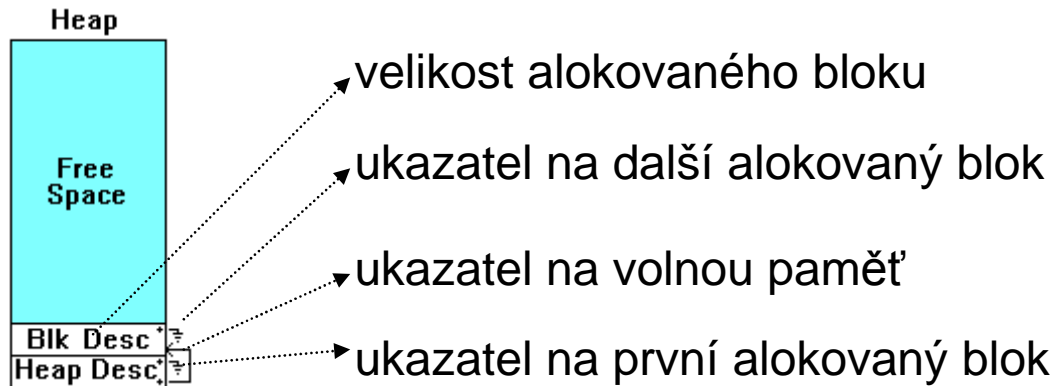 Heap
velikost alokovaného bloku
Free
Space
ukazatel na další alokovaný blok
ukazatel na volnou paměť
Blk Desc
Heap Desc
ukazatel na první alokovaný blok